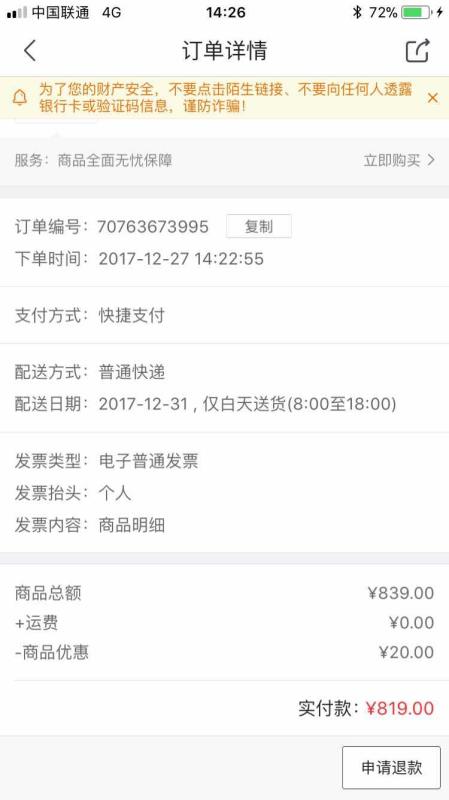 中国联通 4G 14:26 72%
订单详情
为了您的财产安全，不要点击陌生链接、不要向任何人透露
银行卡或验证码信息，谨防诈骗！
服务：商品全面无忧保障 立即购买
订单编号：70763673995 复制
下单时间：2017-12-27 14:22:55
支付方式：快捷支付
配送方式：普通快递
配送日期：2017-12-31 , 仅白天送货(8:00至18:00)
发票类型：电子普通发票
发票抬头：个人
发票内容：商品明细
商品总额 ¥839.00
+运费 ¥0.00
-商品优惠 ¥20.00
实付款：¥819.00
申请退款